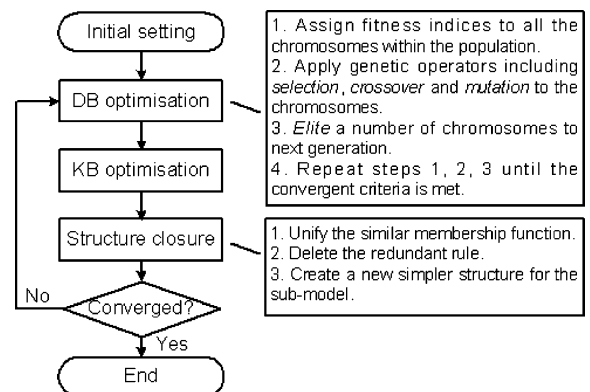 Initial setting
DB optimisation
KB optimisation
Structure closure
Converged?
No
Yes
End
1. Assign fitness indices to all the
chromosomes within the population.
2. Apply genetic operators including
selection, crossover and mutation to the
chromosomes.
3. Elite a number of chromosomes to
next generation.
4. Repeat steps 1, 2, 3 until the
convergent criteria is met.
1. Unify the similar membership function.
2. Delete the redundant rule.
3. Create a new simpler structure for the
sub-model.